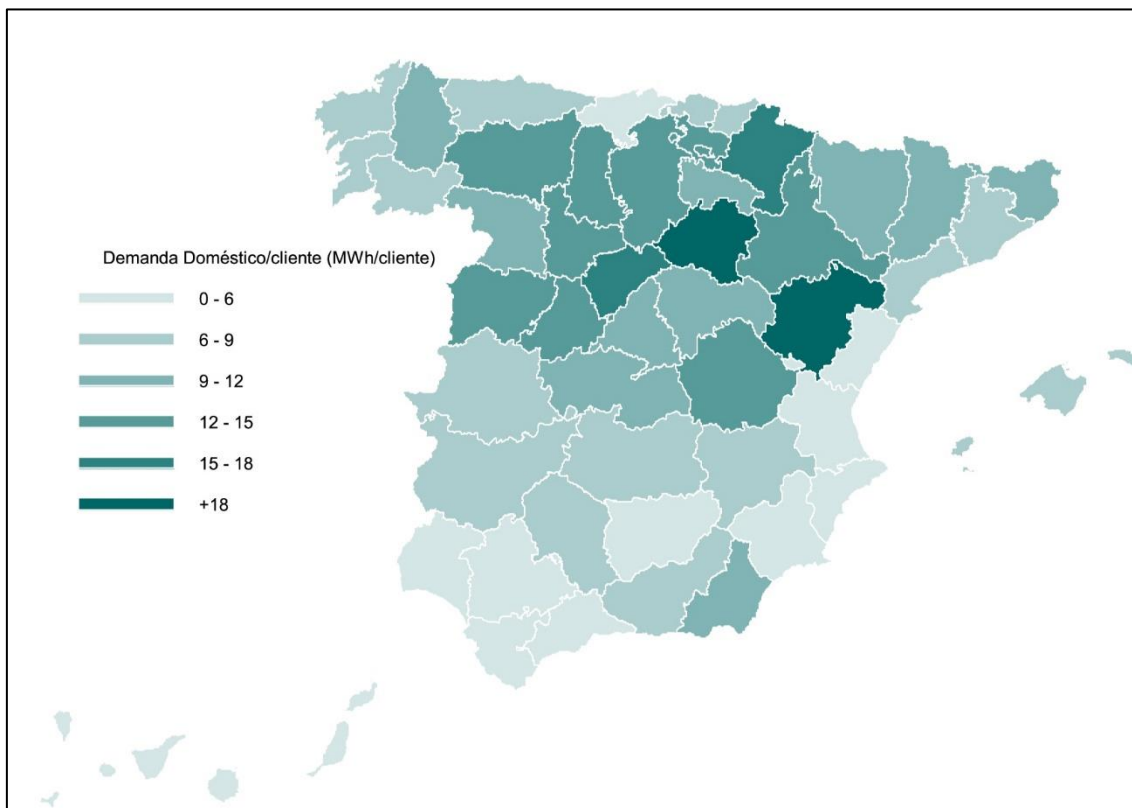 Demanda Doméstico/cliente (MWh/cliente)
0 - 6
6 - 9
9 - 12
12 - 15
15 - 18
+18